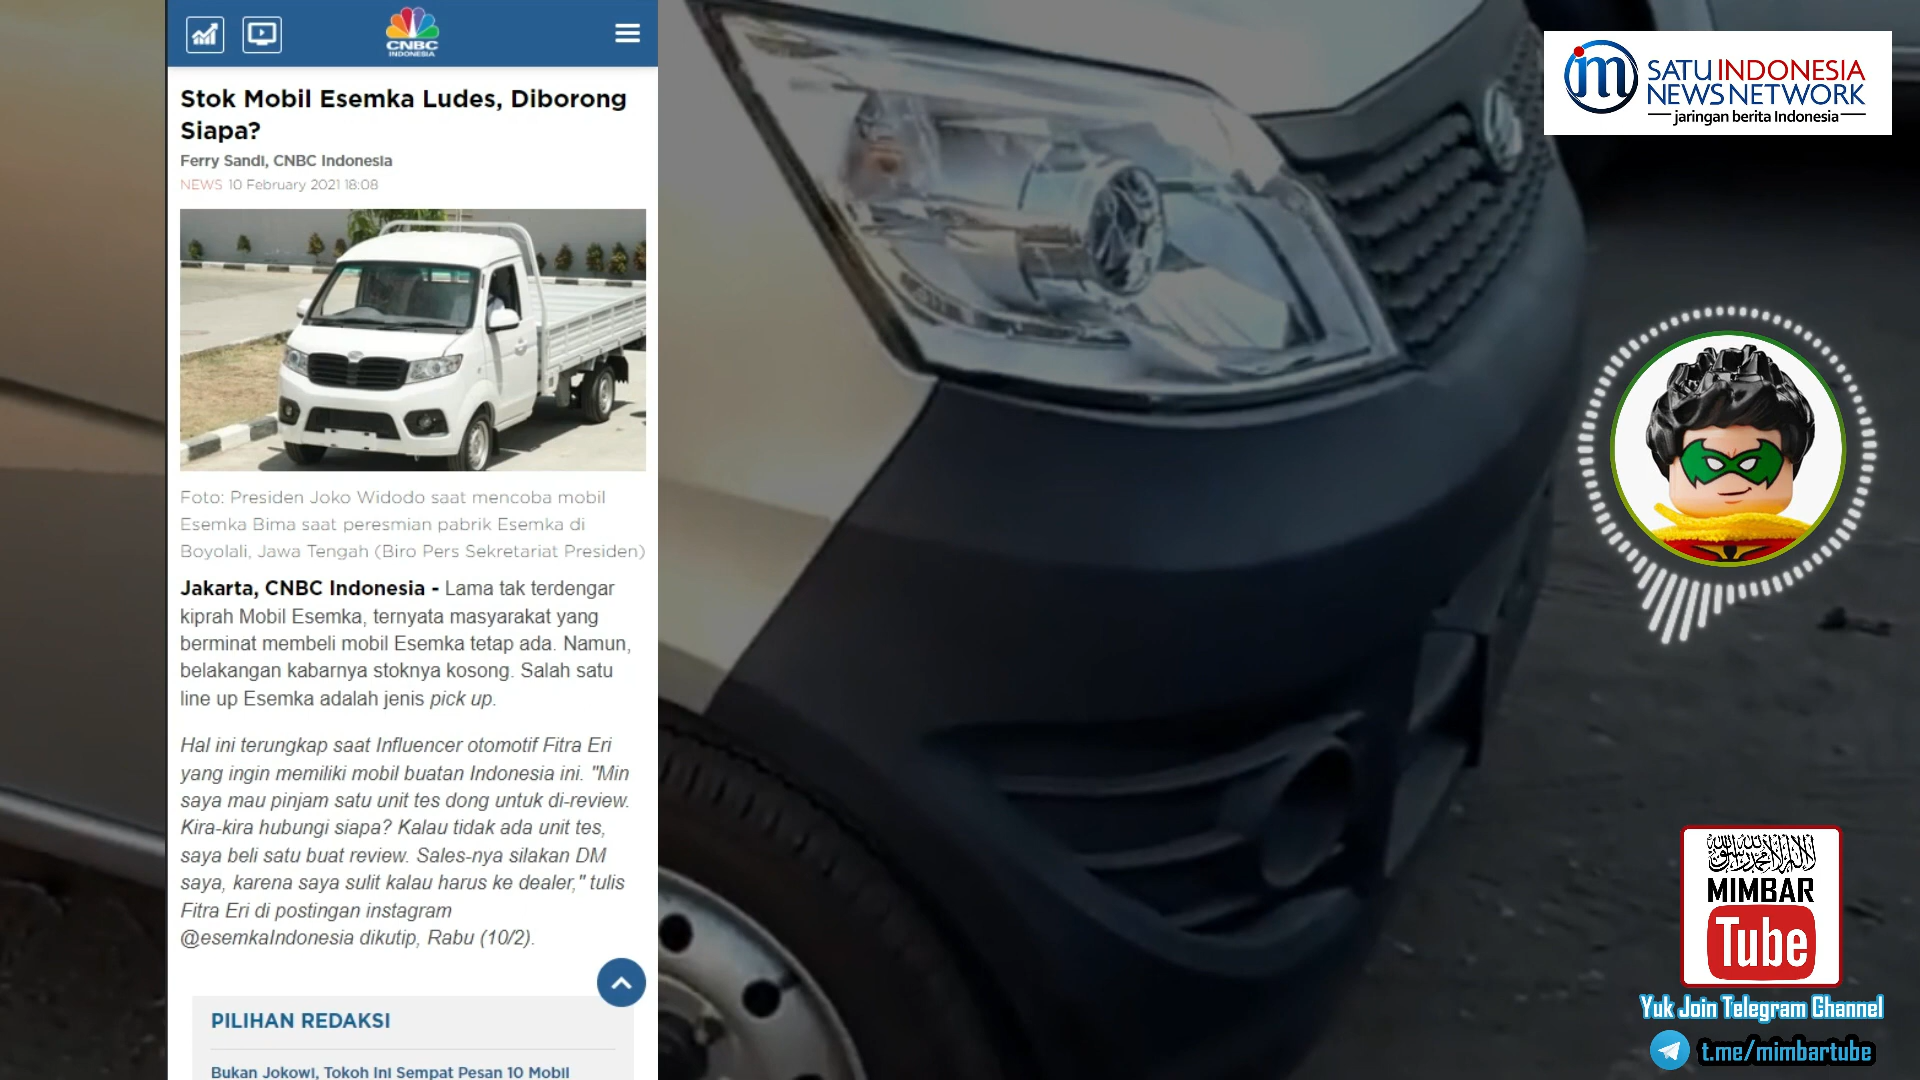 CNBC
INDONESIA
Stok Mobil Esemka Ludes, Diborong
Siapa?
Ferry Sandi, CNBC Indonesia
NEWS 10 February 2021 18:08
Foto: Presiden Joko Widodo saat mencoba mobil
Esemka Bima saat peresmian pabrik Esemka di
Boyolali, Jawa Tengah (Biro Pers Sekretariat Presiden)
Jakarta, CNBC Indonesia - Lama tak terdengar
kiprah Mobil Esemka, ternyata masyarakat yang
berminat membeli mobil Esemka tetap ada. Namun,
belakangan kabarnya stoknya kosong. Salah satu
line up Esemka adalah jenis pick up.
Hal ini terungkap saat Influencer otomotif Fitra Eri
yang ingin memiliki mobil buatan Indonesia ini. "Min
saya mau pinjam satu unit tes dong untuk di-review.
Kira-kira hubungi siapa? Kalau tidak ada unit tes,
saya beli satu buat review. Sales-nya silakan DM
saya, karena saya sulit kalau harus ke dealer," tulis
Fitra Eri di postingan instagram
@esemkaIndonesia dikutip, Rabu (10/2).
PILIHAN REDAKSI
Bukan Jokowi, Tokoh Ini Sempat Pesan 10 Mobil
SATU INDONESIA
NEWS NETWORK
jaringan berita Indonesia
MIMBAR
Tube
Yuk Join Telegram Channel
t.me/mimbartube